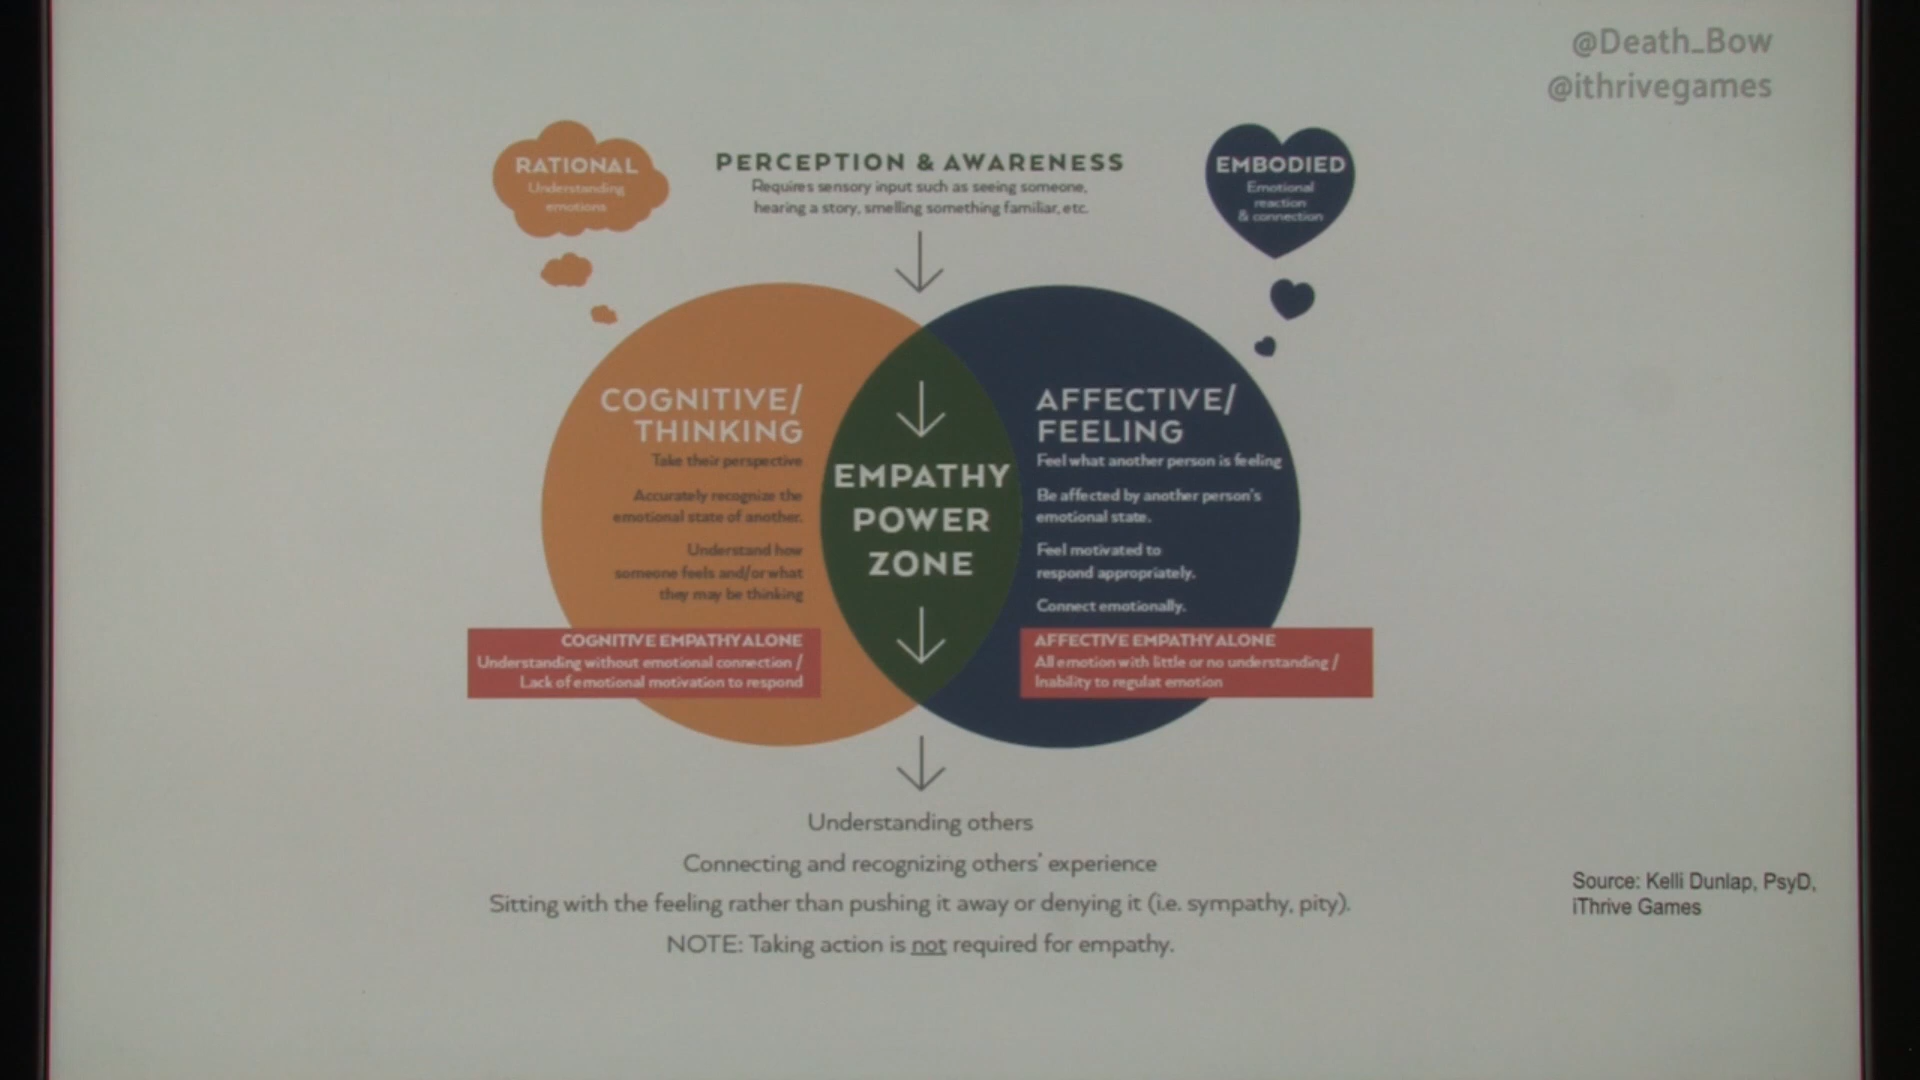 @Death_Bow
@ithrivegames
RATIONAL
Understanding
emotions
PERCEPTION & AWARENESS
Requires sensory input such as seeing someone,
hearing a story, smelling something familiar, etc.
EMBODIED
Emotional
reaction
& connection
COGNITIVE/
THINKING
Take their perspective
Accurately recognize the
emotional state of another.
Understand how
someone feels and/or what
they may be thinking
COGNITIVE EMPATHY ALONE
Understanding without emotional connection /
Lack of emotional motivation to respond
EMPATHY
POWER
ZONE
AFFECTIVE/
FEELING
Feel what another person is feeling
Be affected by another person's
emotional state.
Feel motivated to
respond appropriately.
Connect emotionally.
AFFECTIVE EMPATHY ALONE
All emotion with little or no understanding /
Inability to regulat emotion
Understanding others
Connecting and recognizing others' experience
Sitting with the feeling rather than pushing it away or denying it (i.e. sympathy, pity).
NOTE: Taking action is not required for empathy.
Source: Kelli Dunlap, PsyD,
iThrive Games